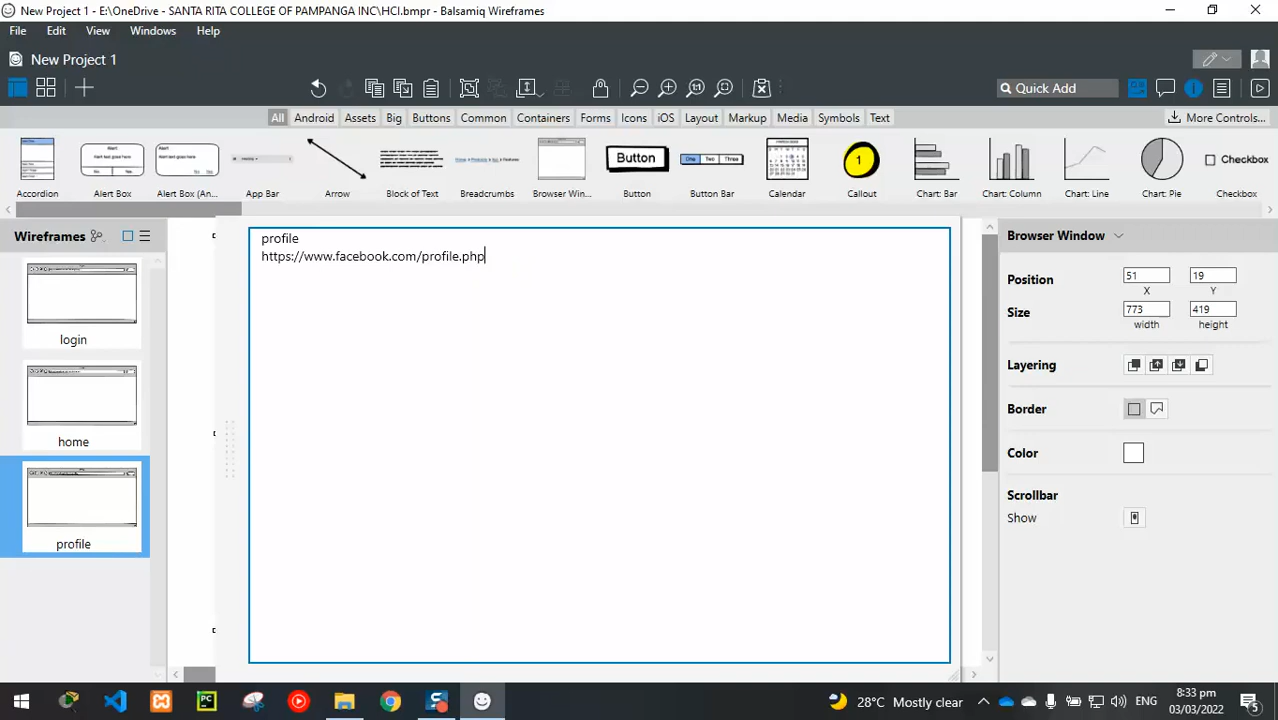 New Project 1 - E:\OneDrive - SANTA RITA COLLEGE OF PAMPANGA INC\HCI.bmpr - Balsamiq Wireframes
File Edit View Windows Help
New Project 1
Quick Add
All Android Assets Big Buttons Common Containers Forms Icons iOS Layout Markup Media Symbols Text
More Controls...
Button
One Two Three
1
Checkbox
Accordion Alert Box Alert Box (An... App Bar Arrow Block of Text Breadcrumbs Browser Win... Button Button Bar Calendar Callout Chart: Bar Chart: Column Chart: Line Chart: Pie Checkbox
Wireframes
login
home
profile
profile
https://www.facebook.com/profile.php
Browser Window
Position 51 19
X Y
Size 773 419
width height
Layering
Border
Color
Scrollbar
Show
28°C Mostly clear
ENG
8:33 pm
03/03/2022
5